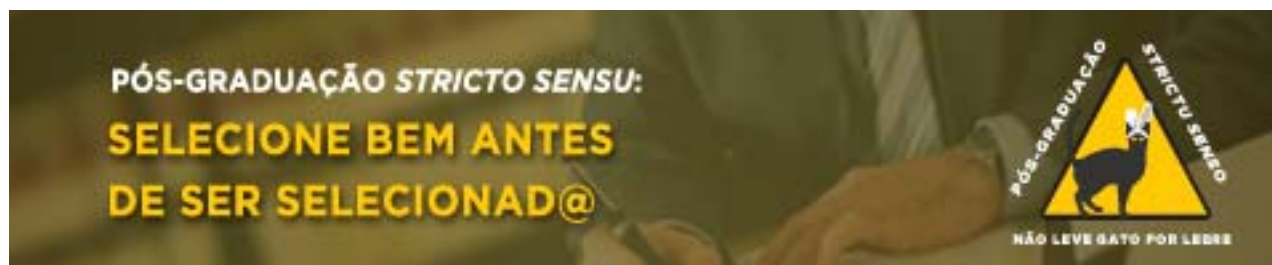 PÓS-GRADUAÇÃO STRICTO SENSU:
SELECIONE BEM ANTES
DE SER SELECIONAD@
PÓS-GRADUAÇÃO
STRICTU SENSO
NÃO LEVE GATO POR LEBRE